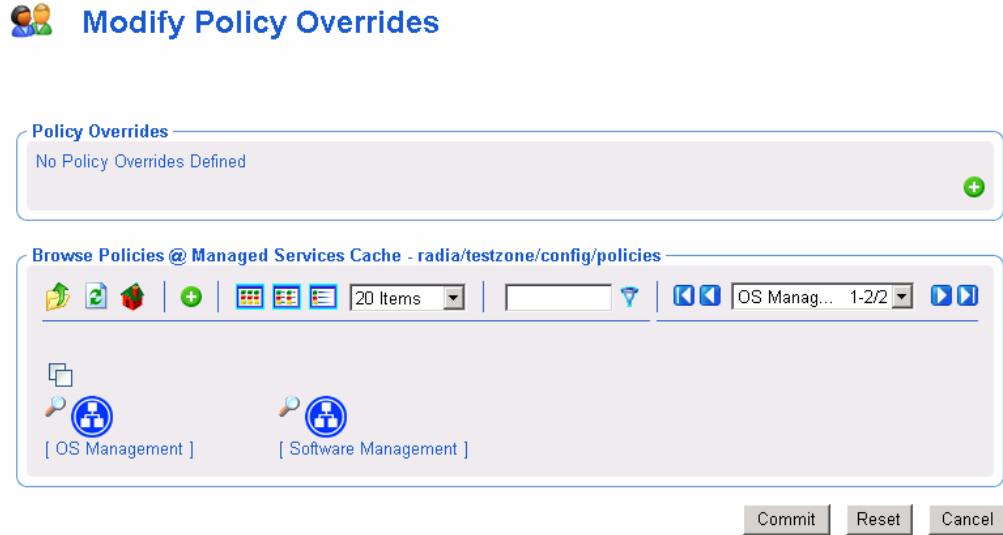 Modify Policy Overrides
Policy Overrides
No Policy Overrides Defined
Browse Policies @ Managed Services Cache - radia/testzone/config/policies
20 Items OS Manag... 1-2/2
[ OS Management ] [ Software Management ]
Commit Reset Cancel